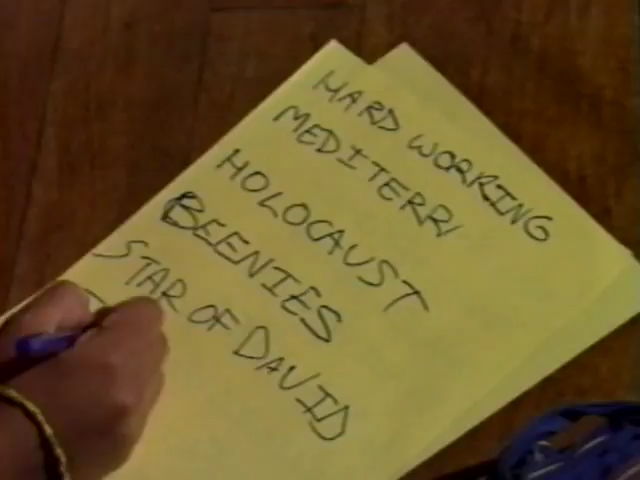 HARD WORKING
MEDITERRI
HOLOCAUST
BEENIES
STAR OF DAVID